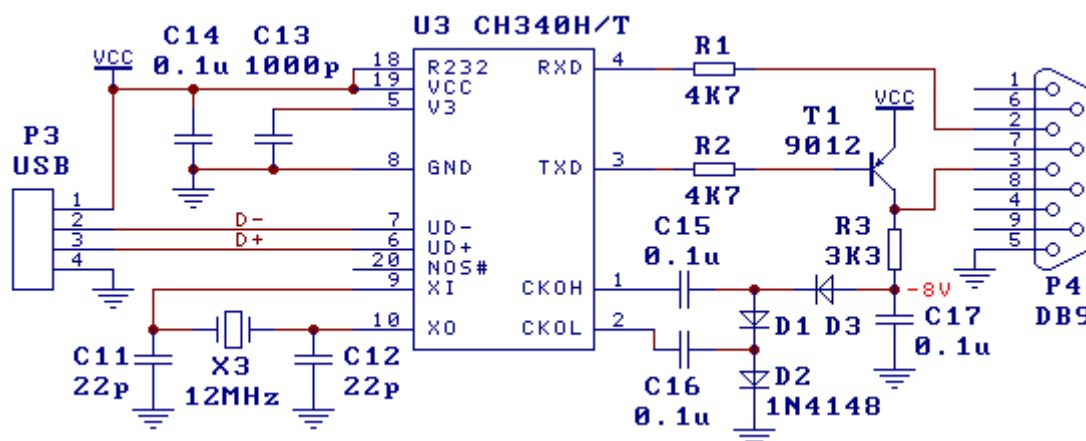 U3 CH340H/T
C14 C13
0.1u 1000p
VCC
P3
USB
1
2
3
4
D-
D+
18 R232
19 VCC
5 V3
8 GND
7 UD-
6 UD+
20 NOS#
9 XI
10 XO
RXD 4
TXD 3
CKOH 1
CKOL 2
R1
4K7
R2
4K7
T1
9012
VCC
R3
3K3
-8V
C15
0.1u
C16
0.1u
D1
D3
D2
1N4148
C17
0.1u
C11
22p
X3
12MHz
C12
22p
1
6
2
7
3
8
4
9
5
P4
DB9